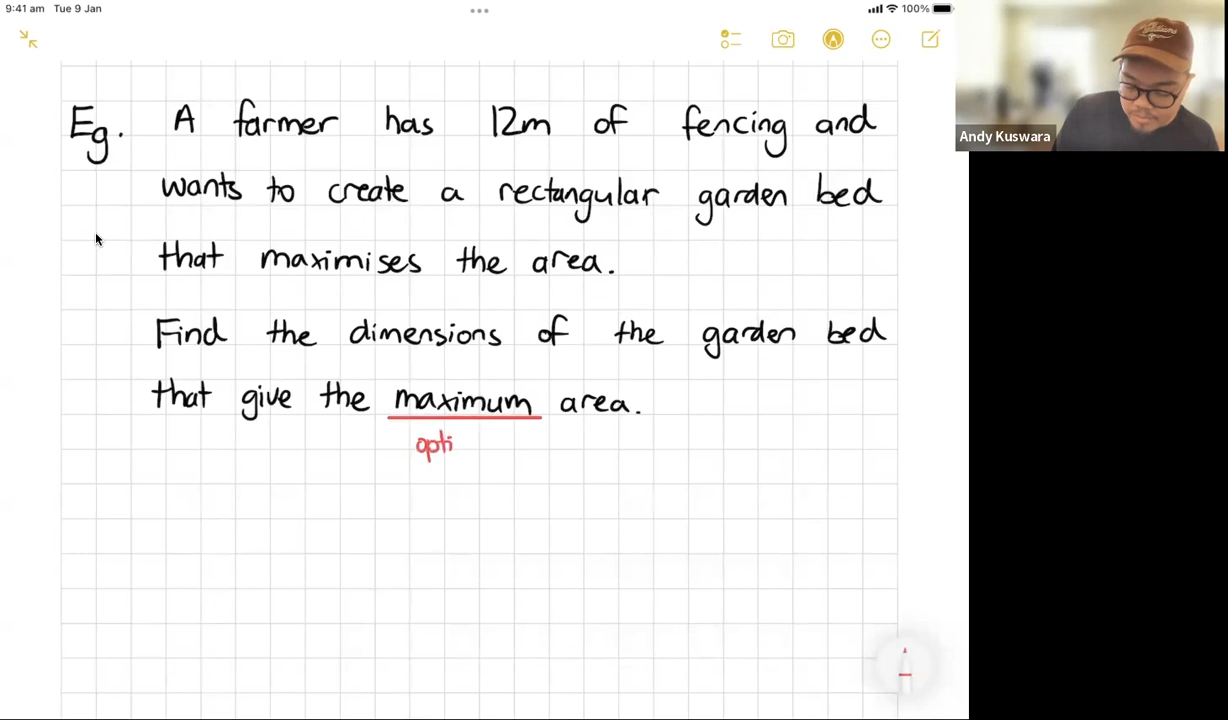 9:41 am Tue 9 Jan
100%
Eg. A farmer has 12m of fencing and
wants to create a rectangular garden bed
that maximises the area.
Find the dimensions of the garden bed
that give the maximum area.
opti
Andy Kuswara